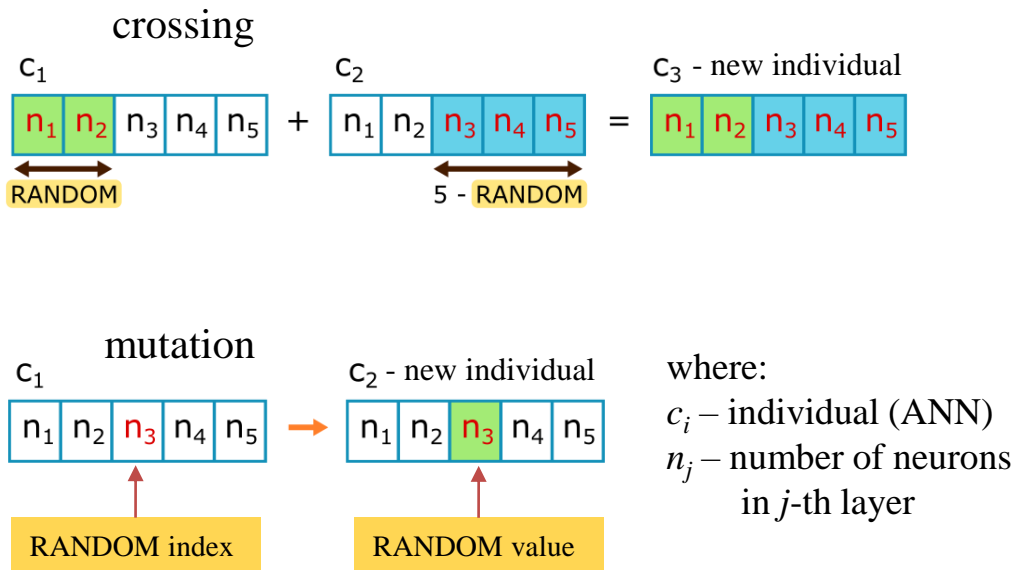 crossing
c₁
c₂
c₃ - new individual
n₁ n₂ n₃ n₄ n₅ + n₁ n₂ n₃ n₄ n₅ = n₁ n₂ n₃ n₄ n₅
RANDOM
5 - RANDOM
mutation
c₁
c₂ - new individual
n₁ n₂ n₃ n₄ n₅
n₁ n₂ n₃ n₄ n₅
RANDOM index
RANDOM value
where:
cᵢ – individual (ANN)
nⱼ – number of neurons
in j-th layer